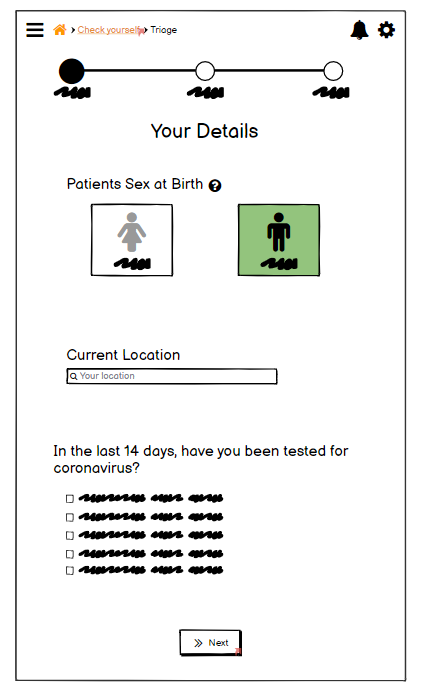 Check yourself Triage
Your Details
Patients Sex at Birth
Current Location
Your location
In the last 14 days, have you been tested for
coronavirus?
Next